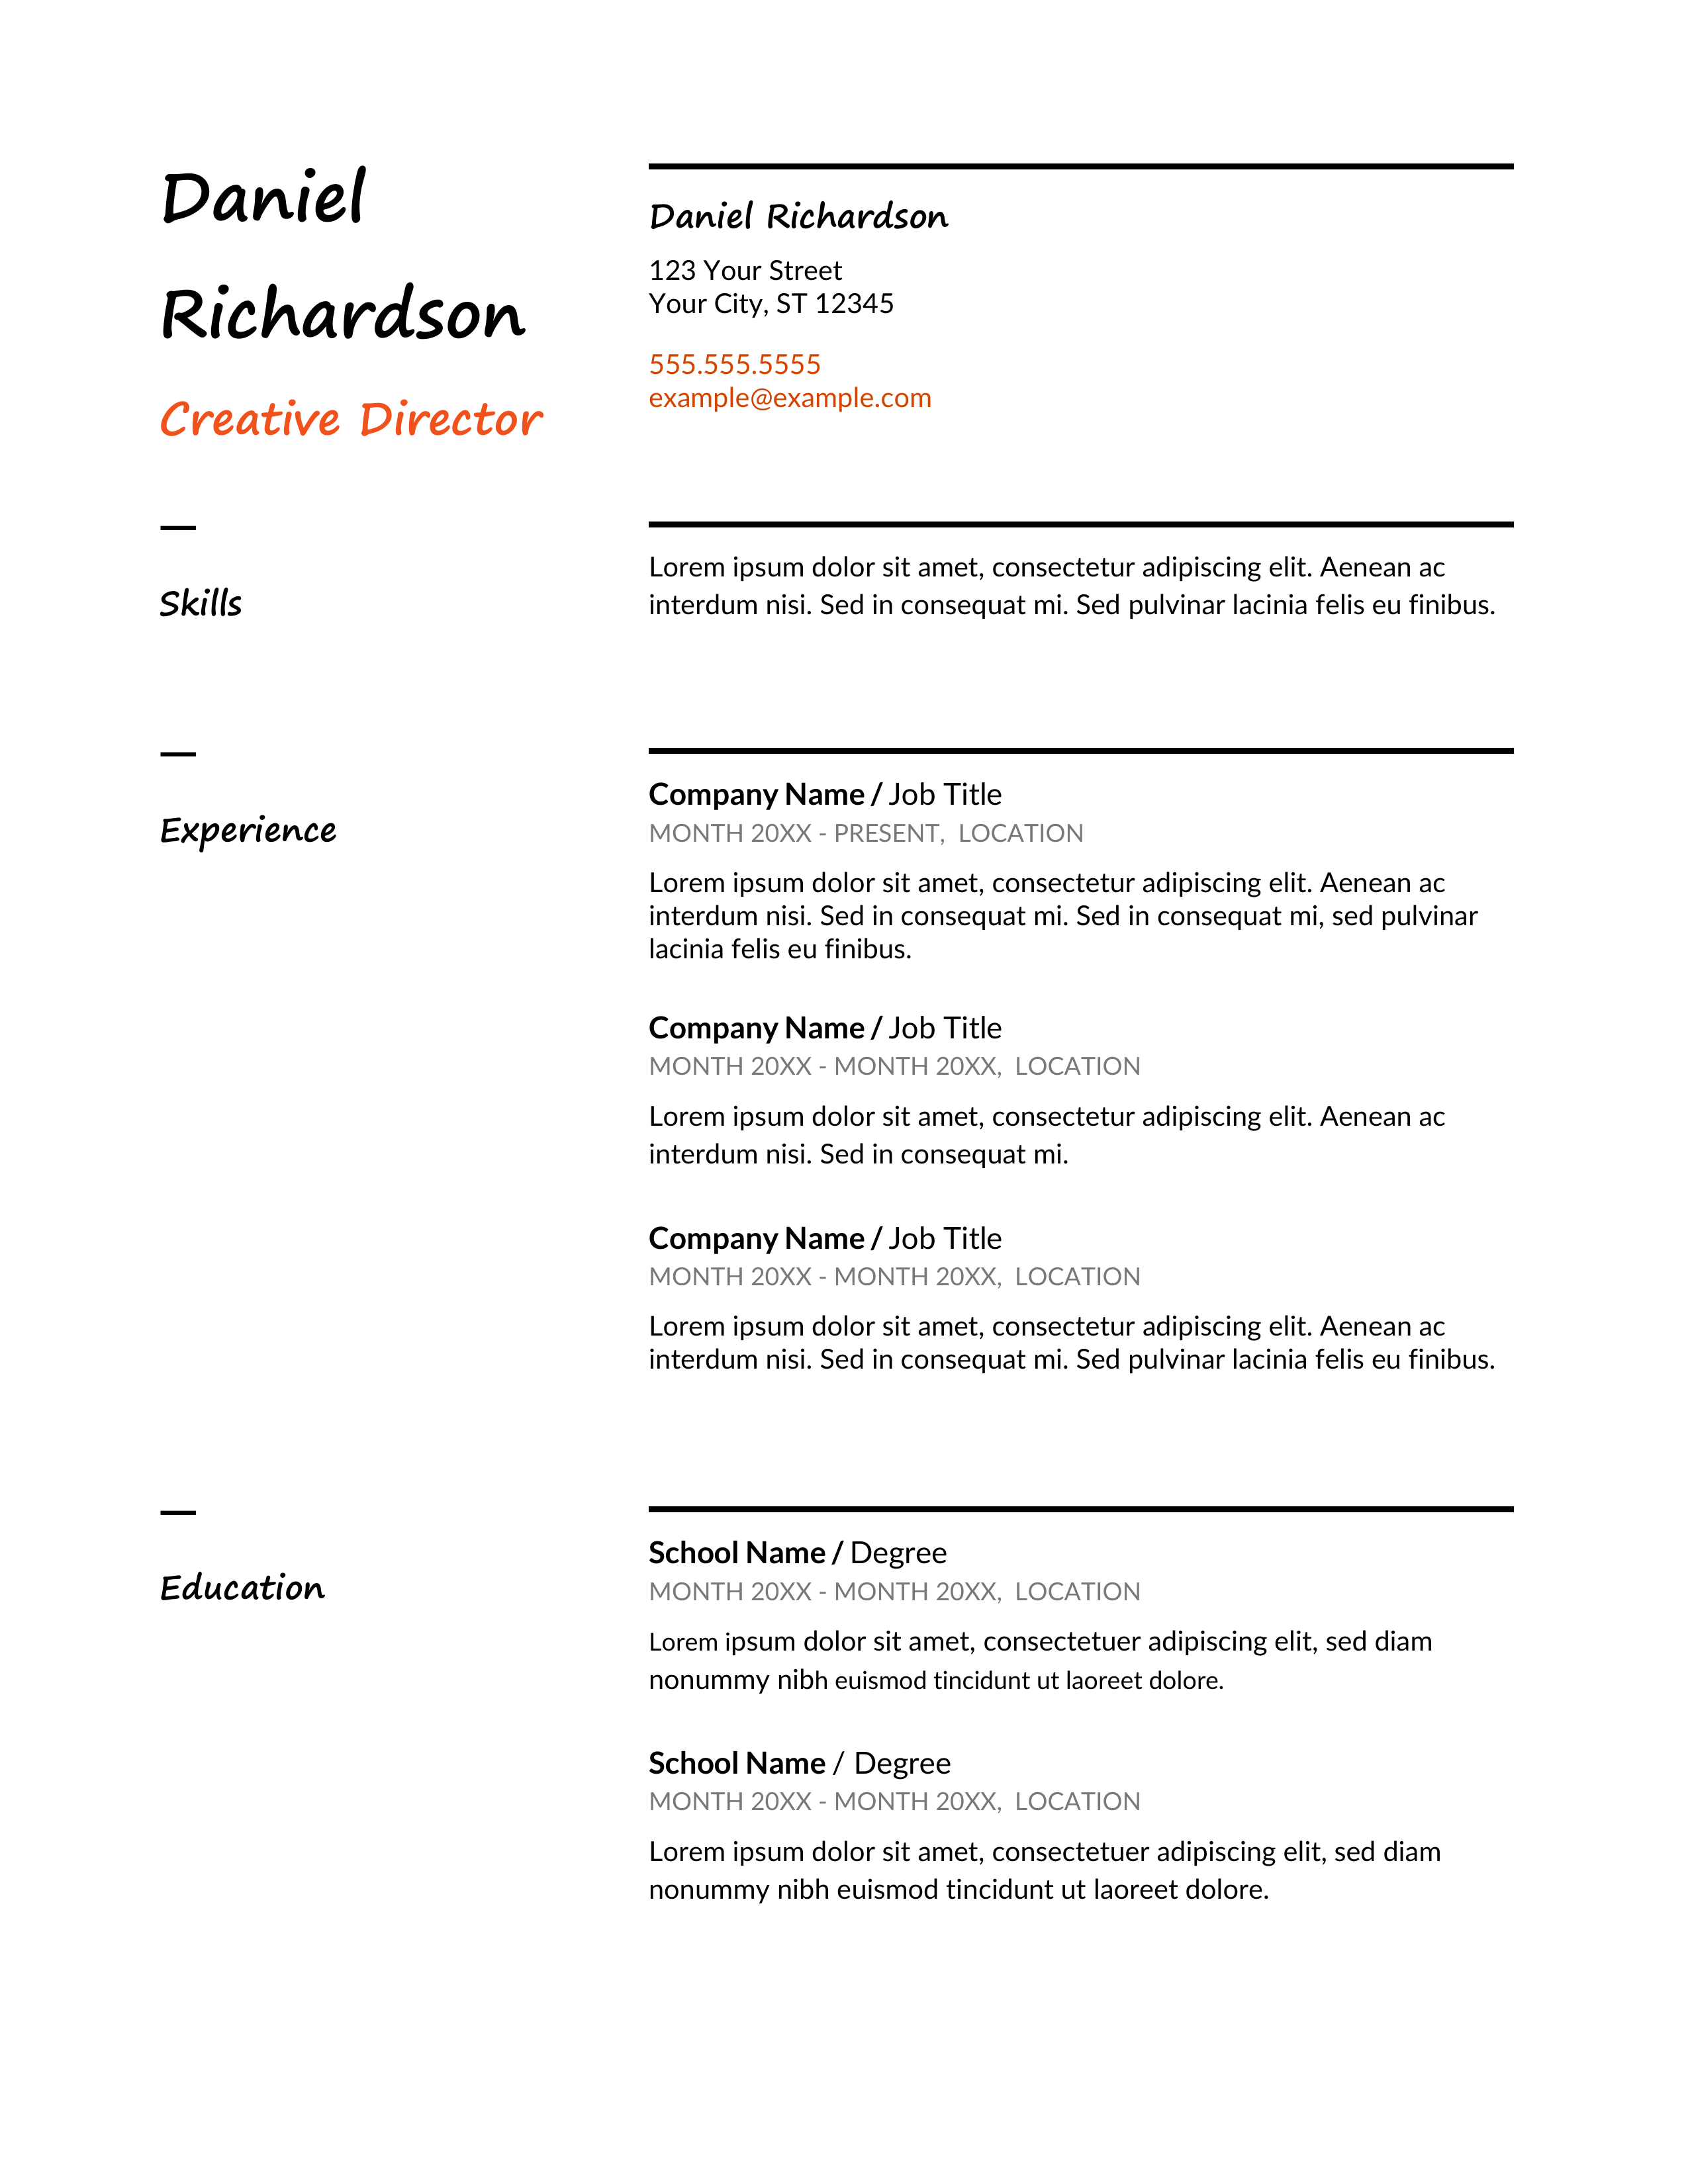 Daniel
Richardson
Creative Director
Daniel Richardson
123 Your Street
Your City, ST 12345
555.555.5555
example@example.com
Skills
Lorem ipsum dolor sit amet, consectetur adipiscing elit. Aenean ac
interdum nisi. Sed in consequat mi. Sed pulvinar lacinia felis eu finibus.
Experience
Company Name / Job Title
MONTH 20XX - PRESENT, LOCATION
Lorem ipsum dolor sit amet, consectetur adipiscing elit. Aenean ac
interdum nisi. Sed in consequat mi. Sed in consequat mi, sed pulvinar
lacinia felis eu finibus.
Company Name / Job Title
MONTH 20XX - MONTH 20XX, LOCATION
Lorem ipsum dolor sit amet, consectetur adipiscing elit. Aenean ac
interdum nisi. Sed in consequat mi.
Company Name / Job Title
MONTH 20XX - MONTH 20XX, LOCATION
Lorem ipsum dolor sit amet, consectetur adipiscing elit. Aenean ac
interdum nisi. Sed in consequat mi. Sed pulvinar lacinia felis eu finibus.
Education
School Name / Degree
MONTH 20XX - MONTH 20XX, LOCATION
Lorem ipsum dolor sit amet, consectetuer adipiscing elit, sed diam
nonummy nibh euismod tincidunt ut laoreet dolore.
School Name / Degree
MONTH 20XX - MONTH 20XX, LOCATION
Lorem ipsum dolor sit amet, consectetuer adipiscing elit, sed diam
nonummy nibh euismod tincidunt ut laoreet dolore.